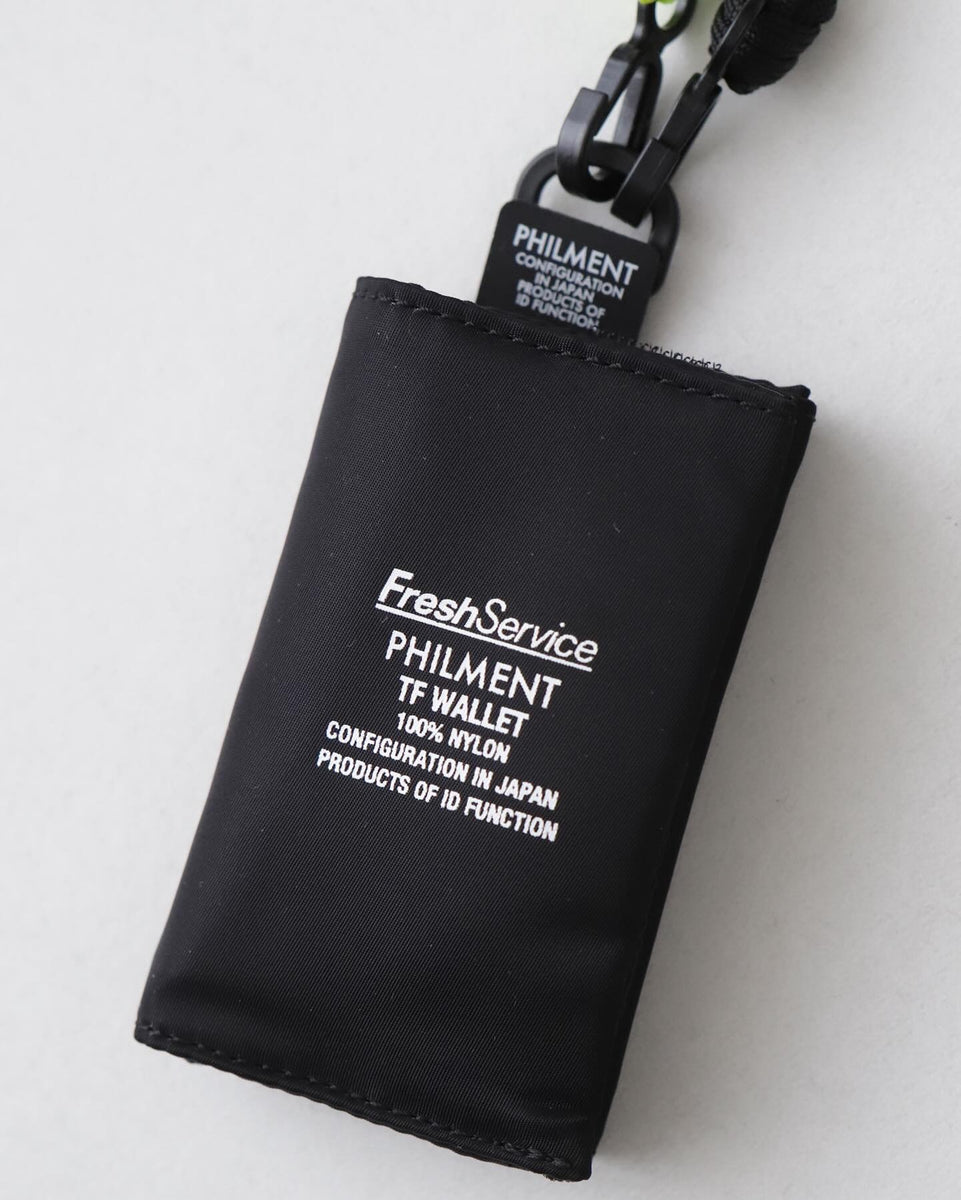 PHILMENT
CONFIGURATION
IN JAPAN
PRODUCTS OF
ID FUNCTION
FreshService
PHILMENT
TF WALLET
100% NYLON
CONFIGURATION IN JAPAN
PRODUCTS OF ID FUNCTION